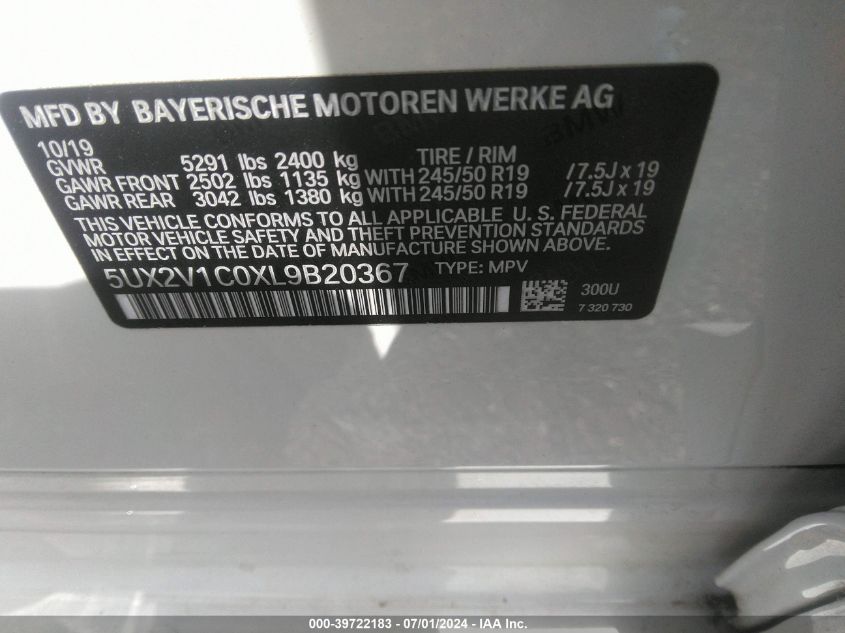 MFD BY BAYERISCHE MOTOREN WERKE AG
10/19
GVWR 5291 lbs 2400 kg TIRE / RIM
GAWR FRONT 2502 lbs 1135 kg WITH 245/50 R19 / 7.5J x 19
GAWR REAR 3042 lbs 1380 kg WITH 245/50 R19 / 7.5J x 19
THIS VEHICLE CONFORMS TO ALL APPLICABLE U. S. FEDERAL
MOTOR VEHICLE SAFETY AND THEFT PREVENTION STANDARDS
IN EFFECT ON THE DATE OF MANUFACTURE SHOWN ABOVE.
5UX2V1C0XL9B20367 TYPE: MPV
300U
7 320 730
000-39722183 - 07/01/2024 - IAA Inc.